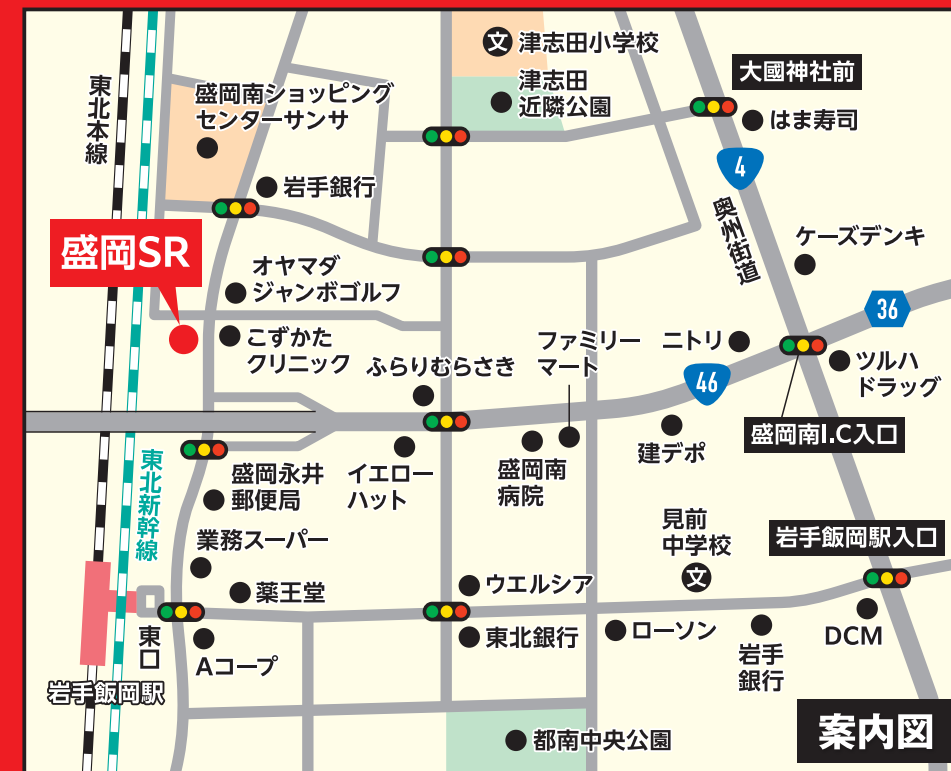 文 津志田小学校
津志田
近隣公園
大國神社前
はま寿司
東北本線
盛岡南ショッピング
センターサンサ
岩手銀行
4
奥州街道
ケーズデンキ
盛岡SR
オヤマダ
ジャンボゴルフ
36
こずかた
クリニック
ふらりむらさき
ファミリー
マート
ニトリ
46
ツルハ
ドラッグ
盛岡南I.C入口
建デポ
盛岡南
病院
イエロー
ハット
盛岡永井
郵便局
東北新幹線
業務スーパー
薬王堂
見前
中学校
文
岩手飯岡駅入口
ウエルシア
東口
Aコープ
東北銀行
ローソン
岩手
銀行
DCM
岩手飯岡駅
都南中央公園
案内図